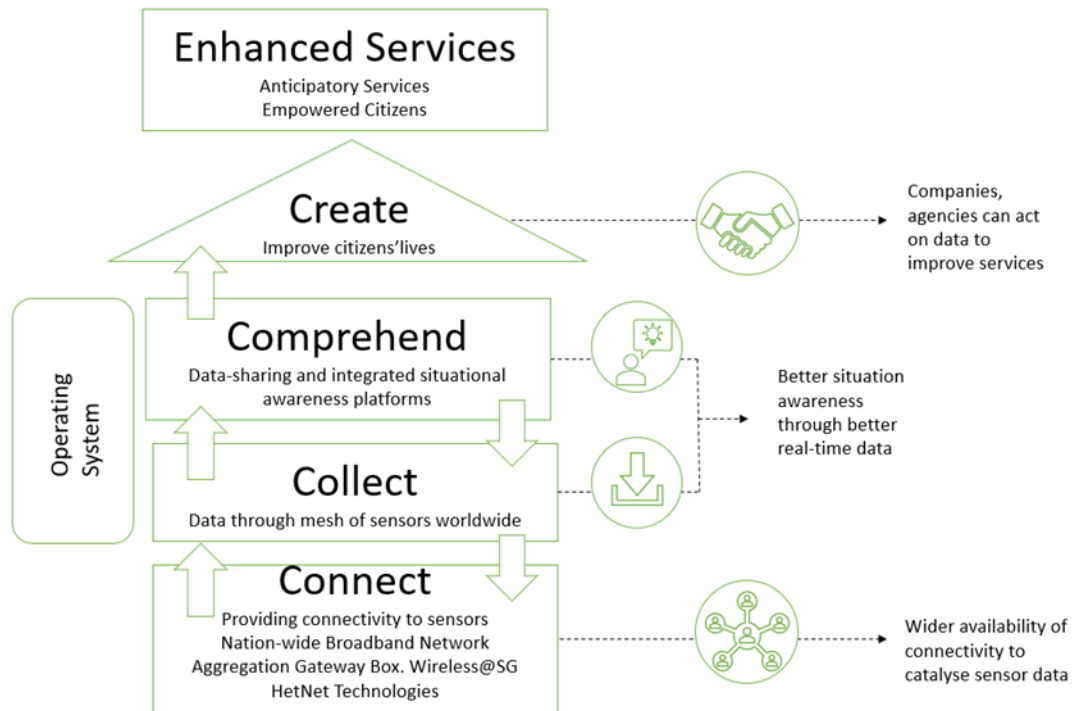 Enhanced Services
Anticipatory Services
Empowered Citizens
Create
Improve citizens'lives
Companies,
agencies can act
on data to
improve services
Operating
System
Comprehend
Data-sharing and integrated situational
awareness platforms
Better situation
awareness
through better
real-time data
Collect
Data through mesh of sensors worldwide
Connect
Providing connectivity to sensors
Nation-wide Broadband Network
Aggregation Gateway Box. Wireless@SG
HetNet Technologies
Wider availability of
connectivity to
catalyse sensor data